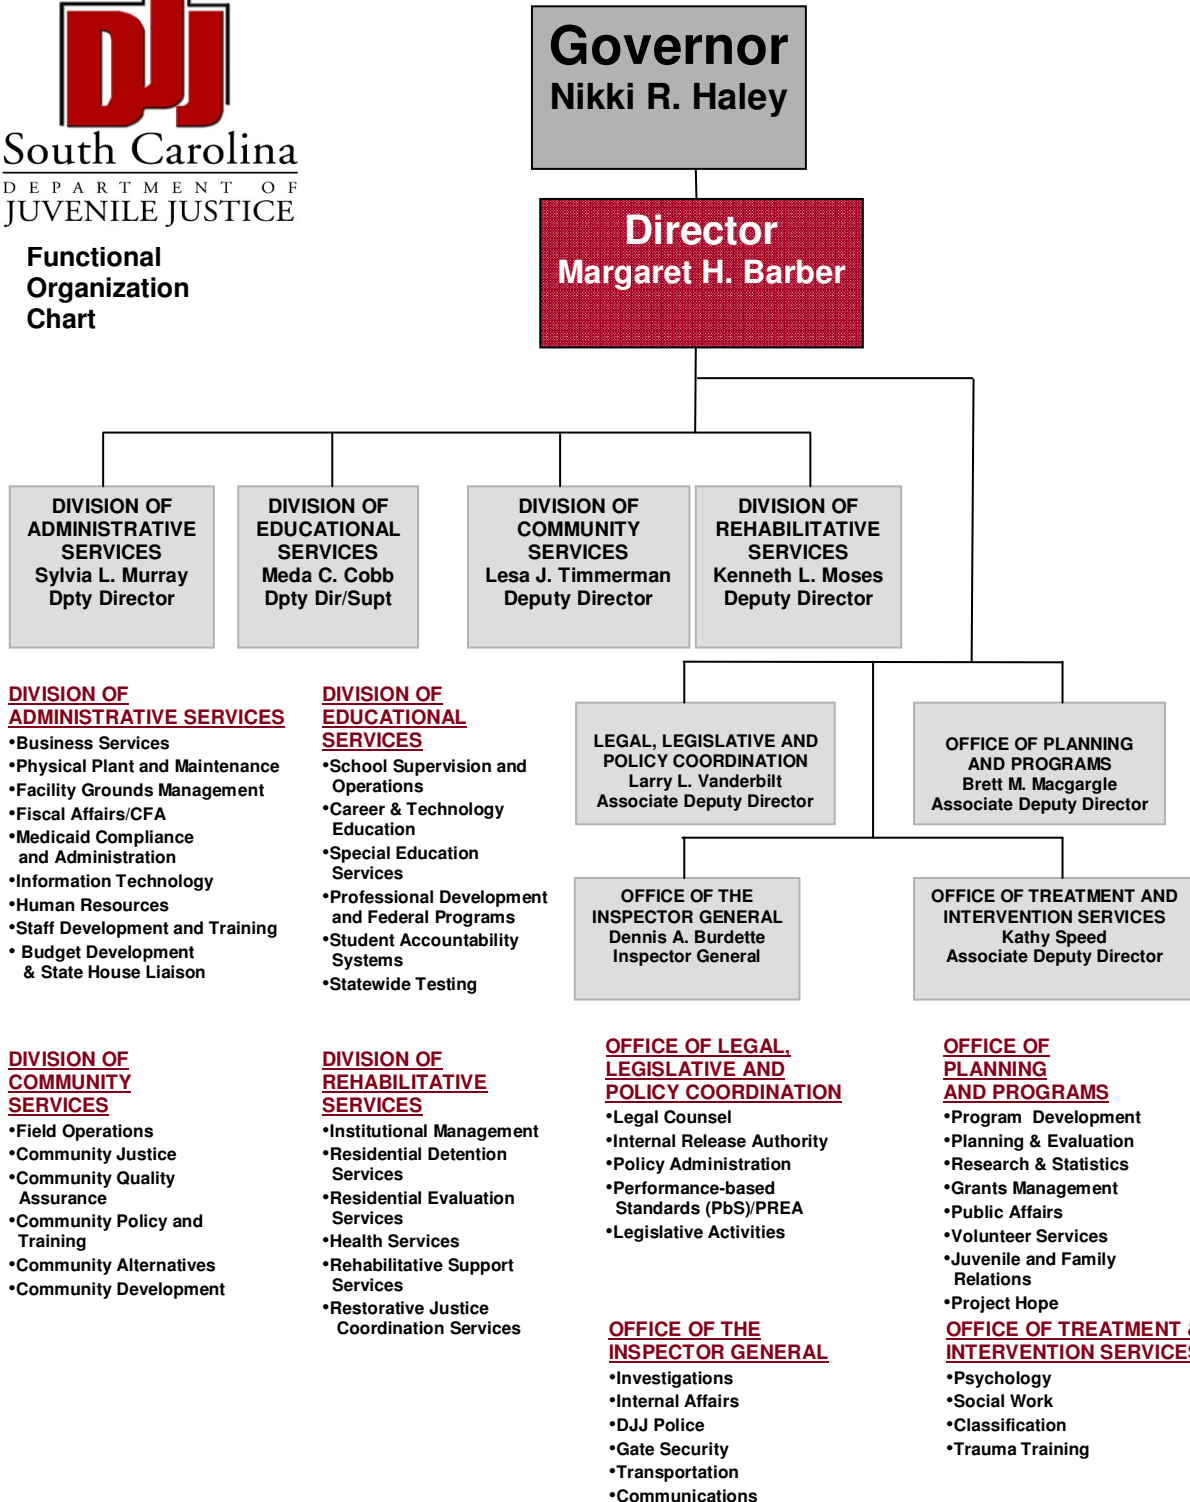 DJJ
South Carolina
DEPARTMENT OF
JUVENILE JUSTICE
Functional
Organization
Chart
Governor
Nikki R. Haley
Director
Margaret H. Barber
DIVISION OF
ADMINISTRATIVE
SERVICES
Sylvia L. Murray
Dpty Director
DIVISION OF
EDUCATIONAL
SERVICES
Meda C. Cobb
Dpty Dir/Supt
DIVISION OF
COMMUNITY
SERVICES
Lesa J. Timmerman
Deputy Director
DIVISION OF
REHABILITATIVE
SERVICES
Kenneth L. Moses
Deputy Director
LEGAL, LEGISLATIVE AND
POLICY COORDINATION
Larry L. Vanderbilt
Associate Deputy Director
OFFICE OF PLANNING
AND PROGRAMS
Brett M. Macgargle
Associate Deputy Director
OFFICE OF THE
INSPECTOR GENERAL
Dennis A. Burdette
Inspector General
OFFICE OF TREATMENT AND
INTERVENTION SERVICES
Kathy Speed
Associate Deputy Director
DIVISION OF
ADMINISTRATIVE SERVICES
•Business Services
•Physical Plant and Maintenance
•Facility Grounds Management
•Fiscal Affairs/CFA
•Medicaid Compliance
and Administration
•Information Technology
•Human Resources
•Staff Development and Training
• Budget Development
& State House Liaison
DIVISION OF
EDUCATIONAL
SERVICES
•School Supervision and
Operations
•Career & Technology
Education
•Special Education
Services
•Professional Development
and Federal Programs
•Student Accountability
Systems
•Statewide Testing
DIVISION OF
COMMUNITY
SERVICES
•Field Operations
•Community Justice
•Community Quality
Assurance
•Community Policy and
Training
•Community Alternatives
•Community Development
DIVISION OF
REHABILITATIVE
SERVICES
•Institutional Management
•Residential Detention
Services
•Residential Evaluation
Services
•Health Services
•Rehabilitative Support
Services
•Restorative Justice
Coordination Services
OFFICE OF LEGAL,
LEGISLATIVE AND
POLICY COORDINATION
•Legal Counsel
•Internal Release Authority
•Policy Administration
•Performance-based
Standards (PbS)/PREA
•Legislative Activities
OFFICE OF
PLANNING
AND PROGRAMS
•Program Development
•Planning & Evaluation
•Research & Statistics
•Grants Management
•Public Affairs
•Volunteer Services
•Juvenile and Family
Relations
•Project Hope
OFFICE OF THE
INSPECTOR GENERAL
•Investigations
•Internal Affairs
•DJJ Police
•Gate Security
•Transportation
•Communications
OFFICE OF TREATMENT &
INTERVENTION SERVICES
•Psychology
•Social Work
•Classification
•Trauma Training